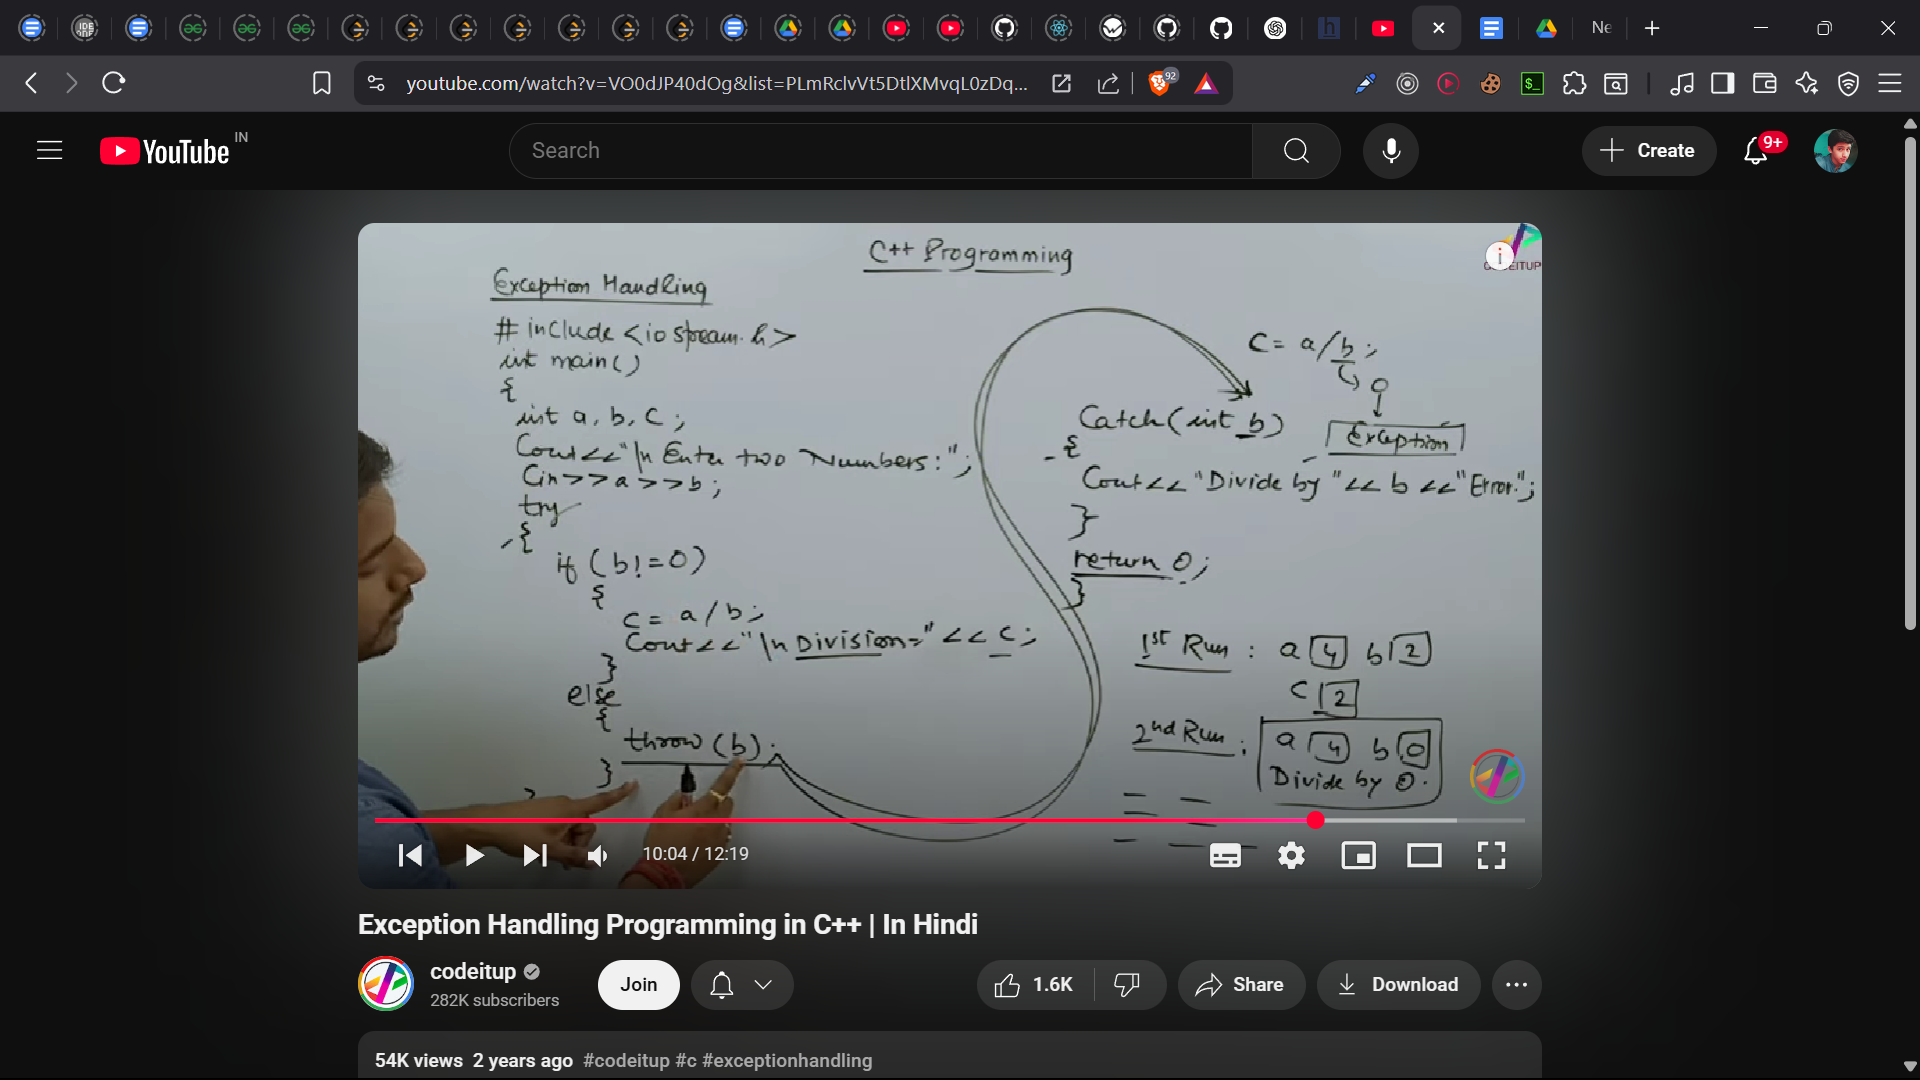 Ne
youtube.com/watch?v=VO0dJP40dOg&list=PLmRclvVt5DtlXMvqL0zDq...
92
YouTube IN
Search
Create
9+
C++ Programming
CODEITUP
Exception Handling
# include <iostream.h>
int main()
{
int a, b, c;
Cout<<"\n Enter two Numbers:";
Cin>>a>>b;
try
{
if (b!=0)
{
c = a/b;
Cout<<"\n Division="<< c;
}
else
{
throw (b);
}
}
C = a/b;
0
Exception
Catch(int b)
{
Cout<< "Divide by "<< b <<"Error.";
}
return 0;
}
1st Run : a 4 b 2
c 2
2nd Run : a 4 b 0
Divide by 0.
10:04 / 12:19
Exception Handling Programming in C++ | In Hindi
codeitup
282K subscribers
Join
1.6K
Share
Download
54K views 2 years ago #codeitup #c #exceptionhandling